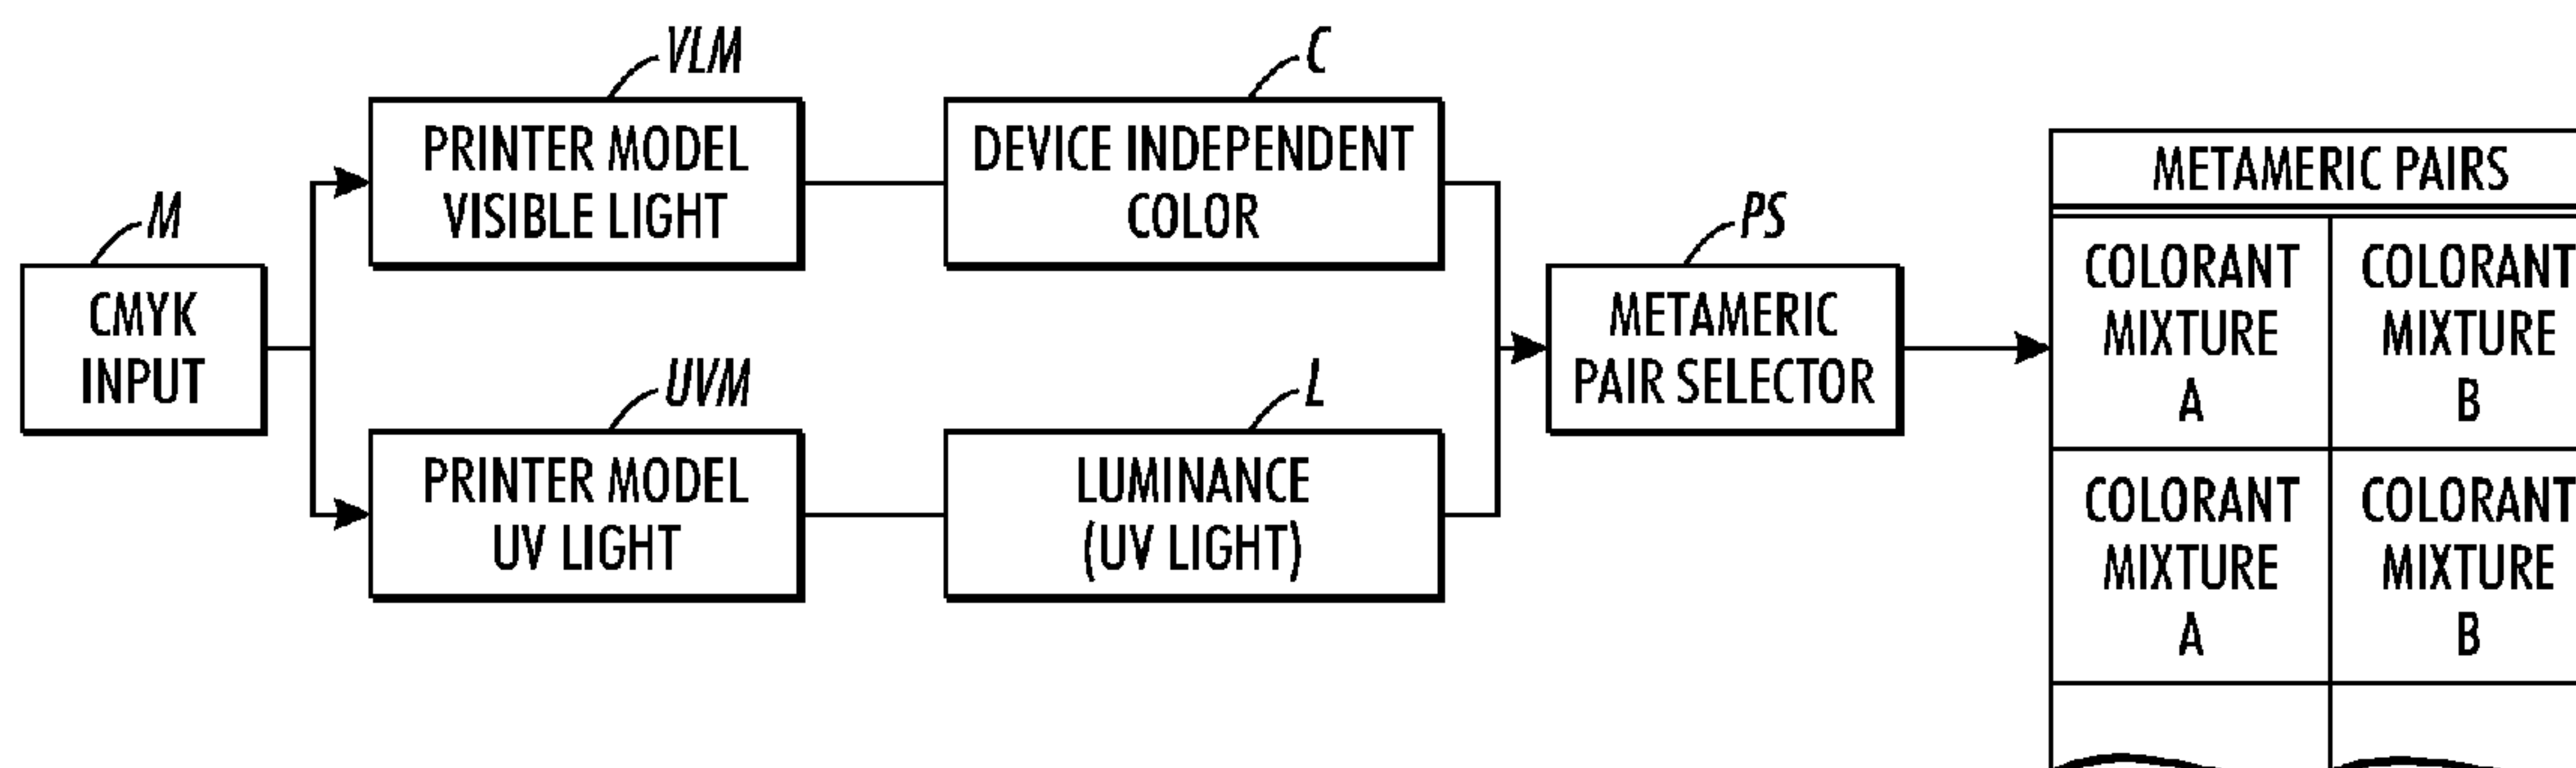 M
CMYK
INPUT
VLM
PRINTER MODEL
VISIBLE LIGHT
C
DEVICE INDEPENDENT
COLOR
UVM
PRINTER MODEL
UV LIGHT
L
LUMINANCE
(UV LIGHT)
PS
METAMERIC
PAIR SELECTOR
METAMERIC PAIRS
COLORANT
MIXTURE
A
COLORANT
MIXTURE
B
COLORANT
MIXTURE
A
COLORANT
MIXTURE
B